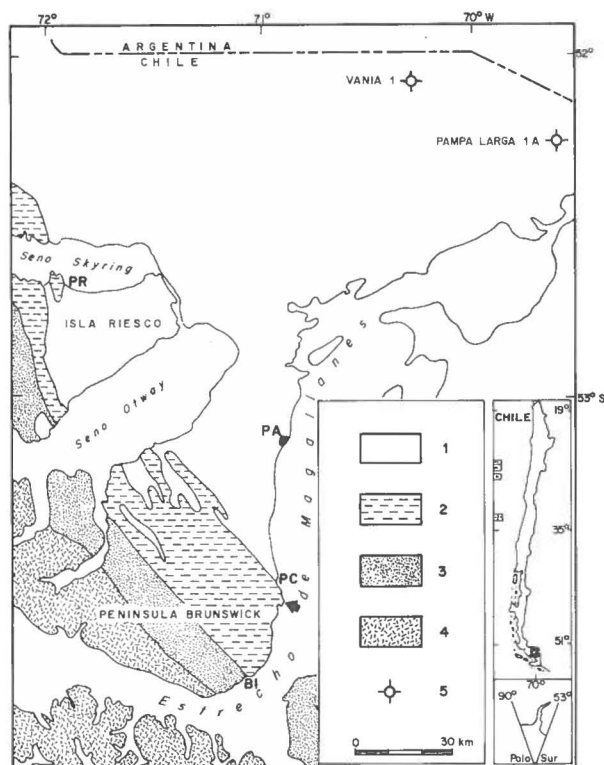 72° 71° 70° W
ARGENTINA
CHILE
52°
VANIA 1
PAMPA LARGA 1A
Seno Skyring
PR
ISLA RIESCO
Seno Otway
Estrecho de Magallones
53° S
PA
PC
PENINSULA BRUNSWICK
BI
1
2
3
4
5
0 30 km
CHILE
19°
35°
51°
70°
90° 53°
Polo Sur